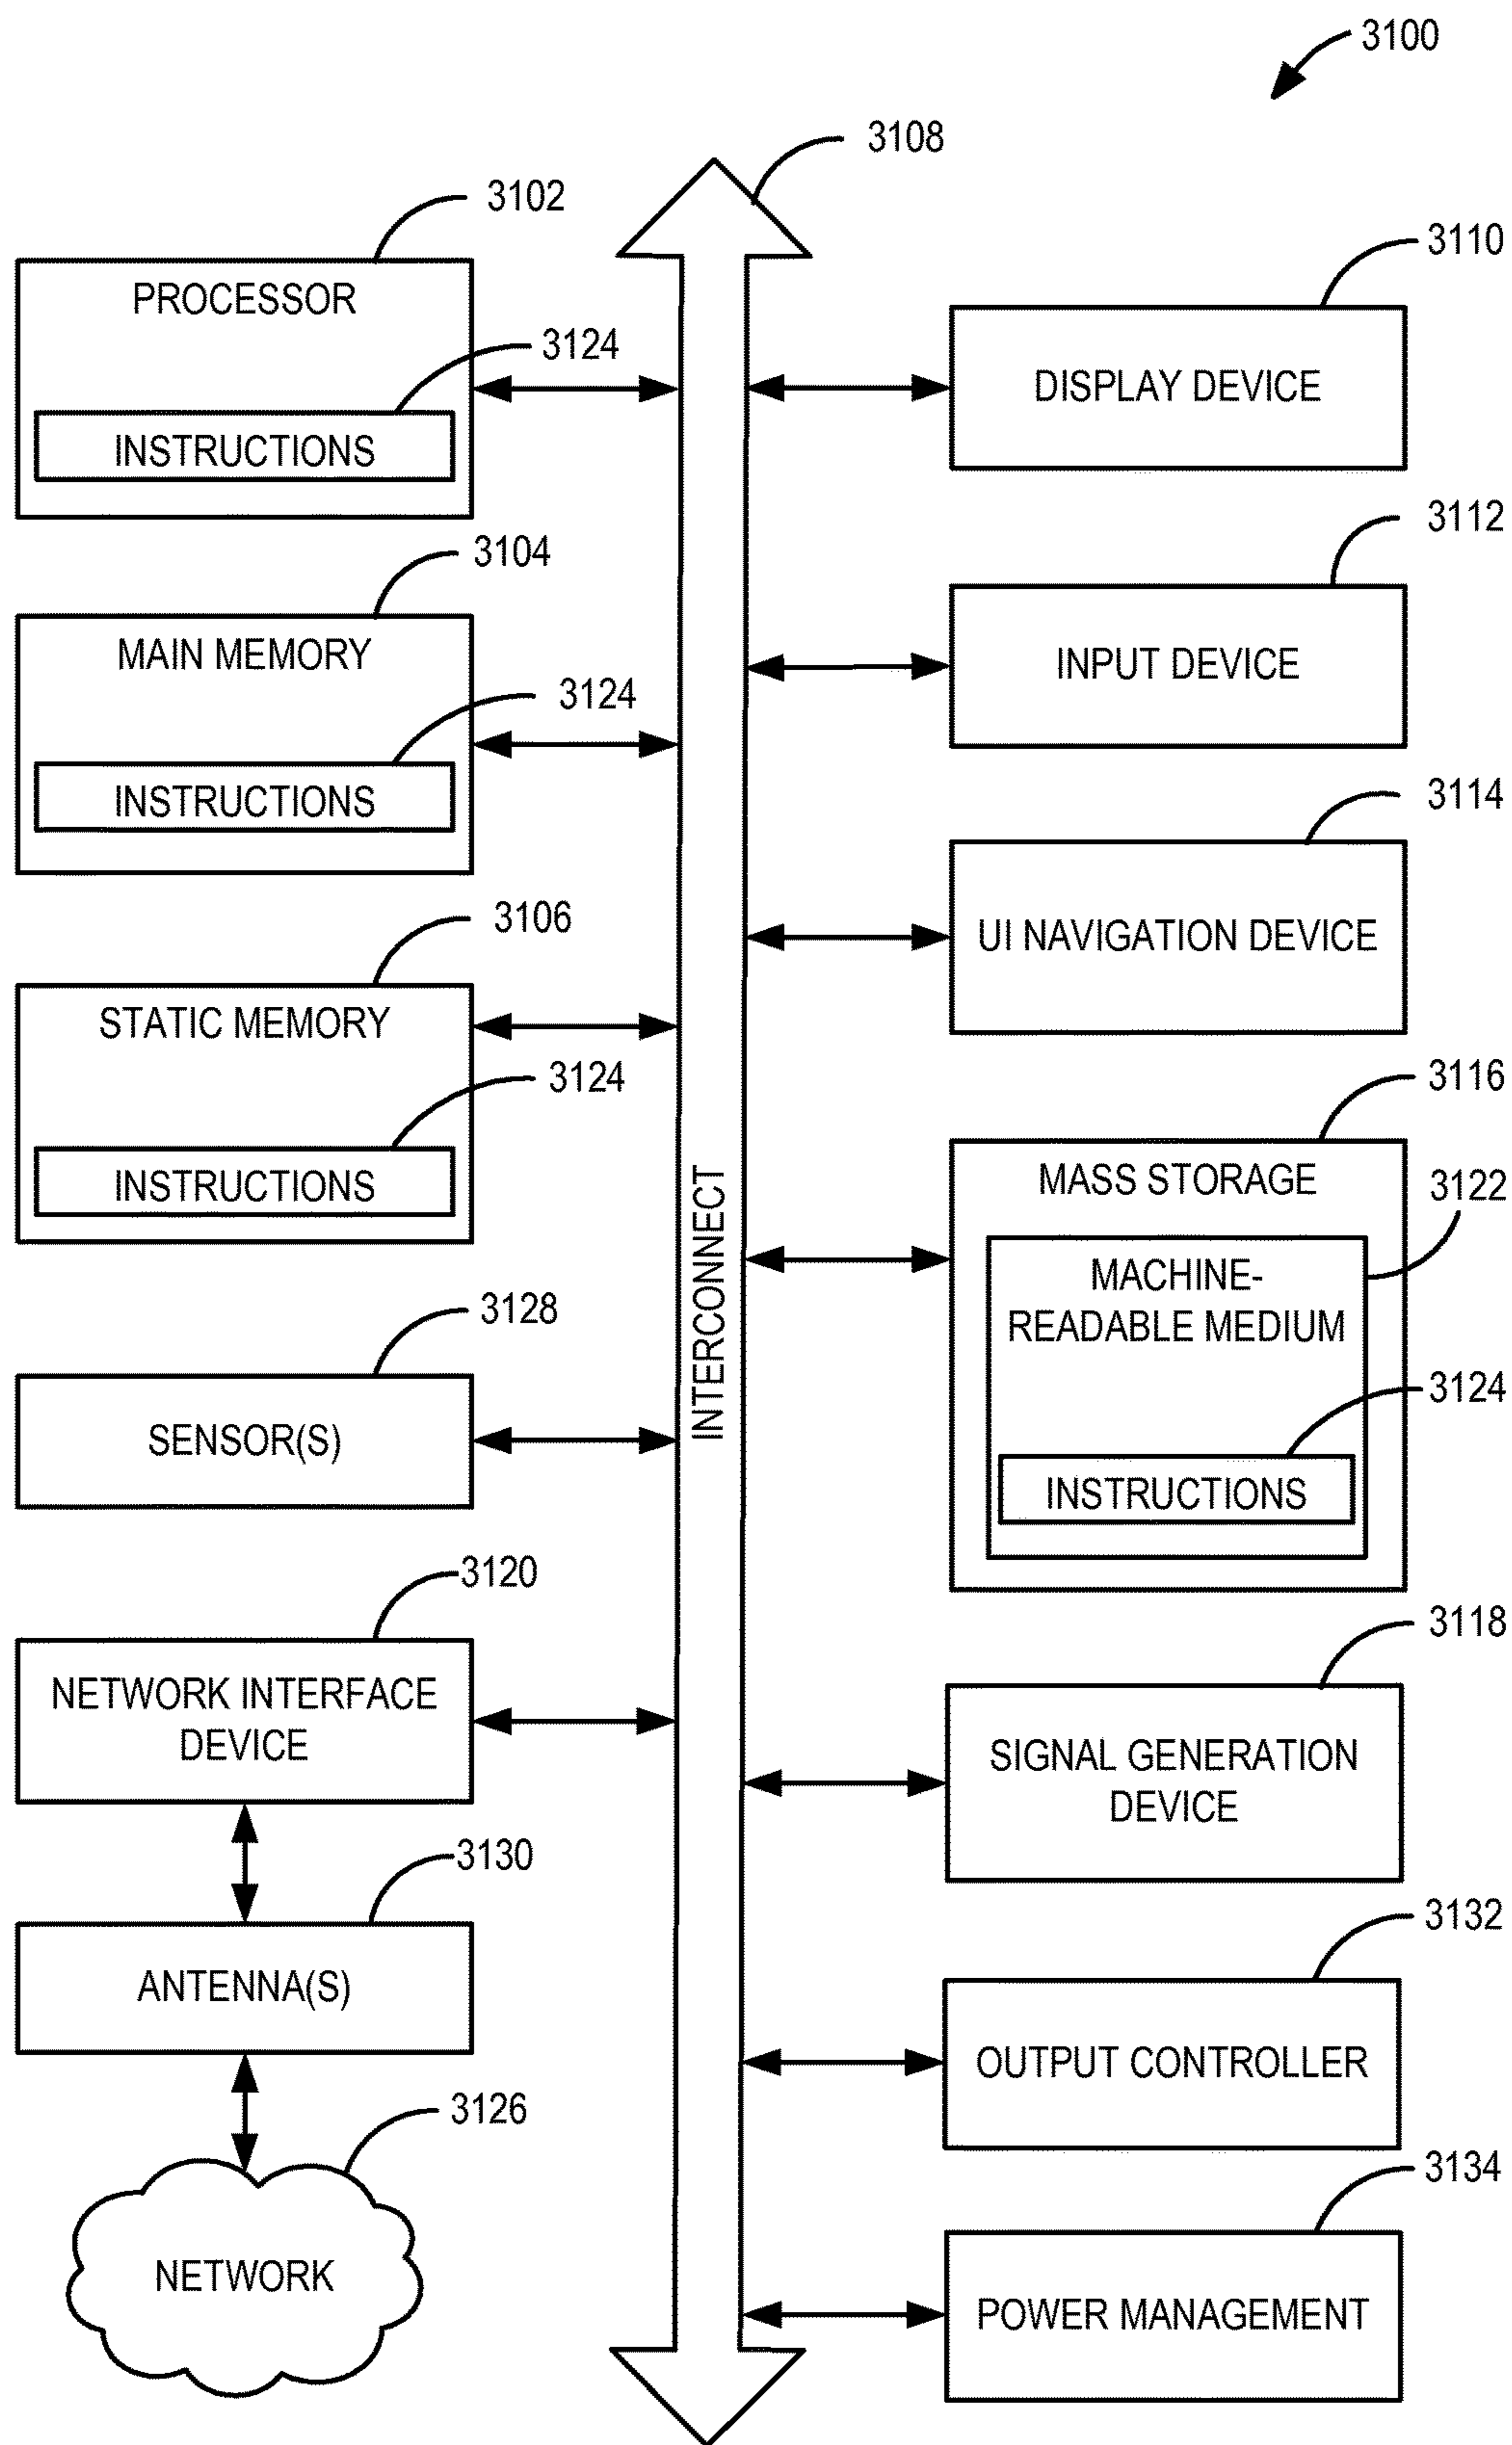 3100
3108
3102
PROCESSOR
3124
INSTRUCTIONS
3104
MAIN MEMORY
3124
INSTRUCTIONS
3106
STATIC MEMORY
3124
INSTRUCTIONS
3128
SENSOR(S)
3120
NETWORK INTERFACE
DEVICE
3130
ANTENNA(S)
3126
NETWORK
INTERCONNECT
3110
DISPLAY DEVICE
3112
INPUT DEVICE
3114
UI NAVIGATION DEVICE
3116
MASS STORAGE
3122
MACHINE-
READABLE MEDIUM
3124
INSTRUCTIONS
3118
SIGNAL GENERATION
DEVICE
3132
OUTPUT CONTROLLER
3134
POWER MANAGEMENT